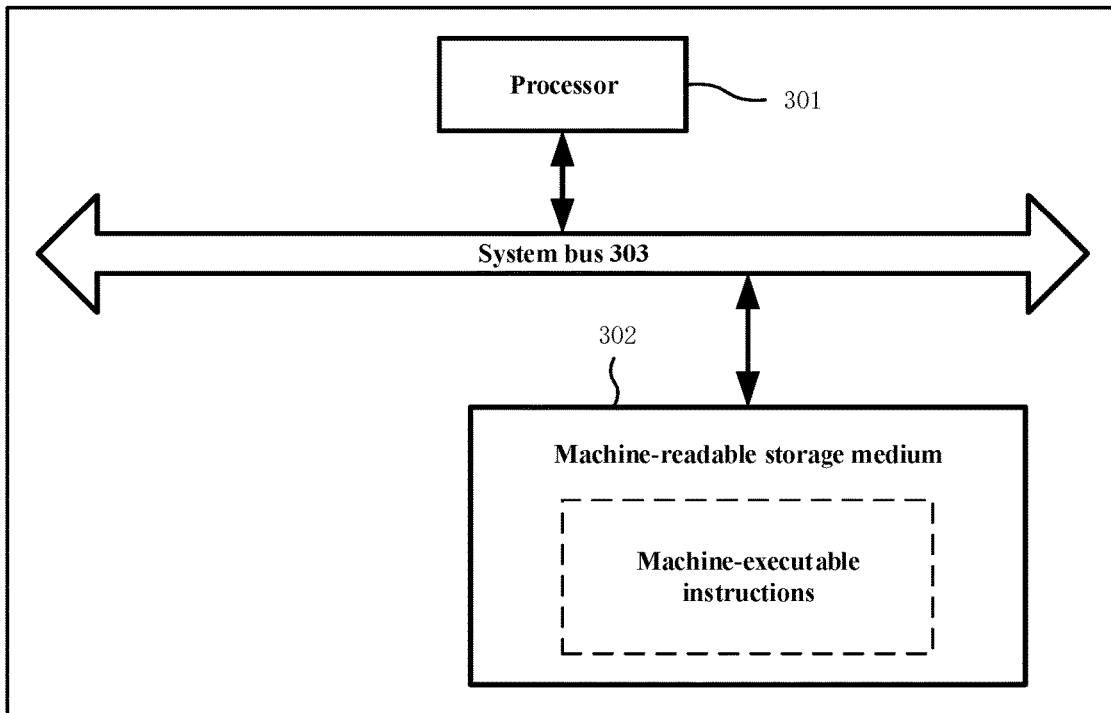 Processor
301
System bus 303
302
Machine-readable storage medium
Machine-executable
instructions